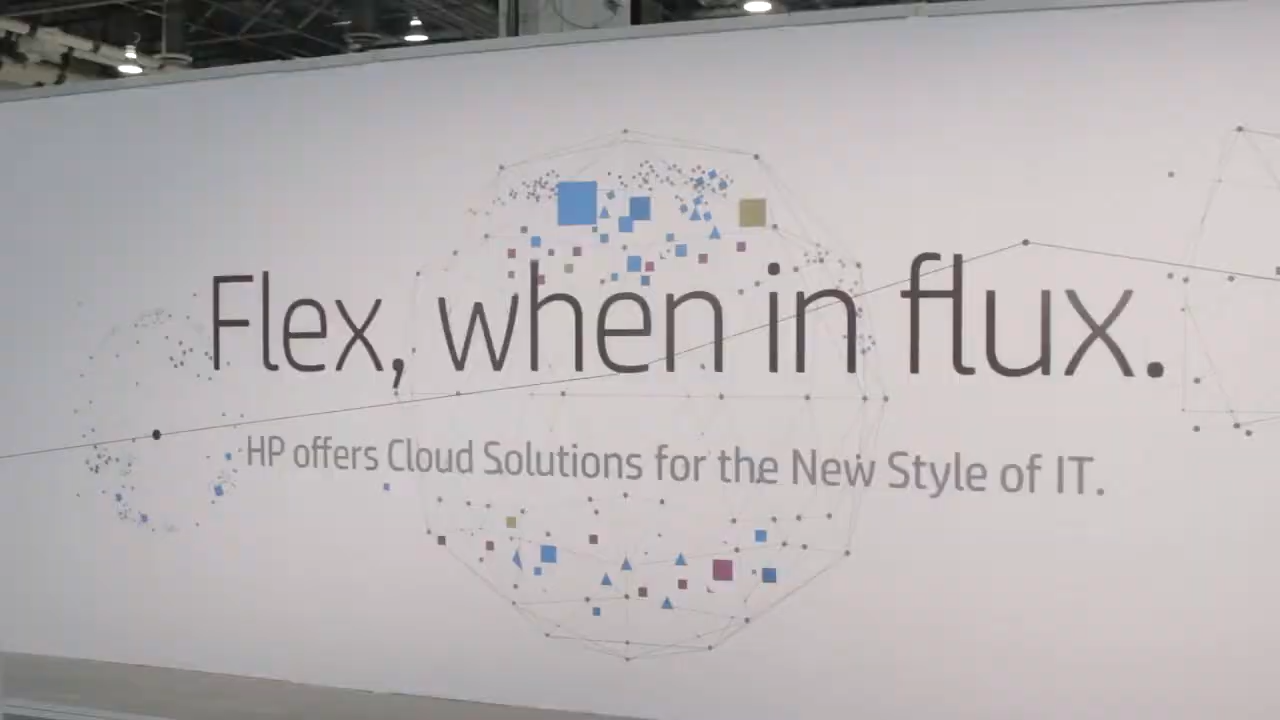 Flex, when in flux.
HP offers Cloud Solutions for the New Style of IT.